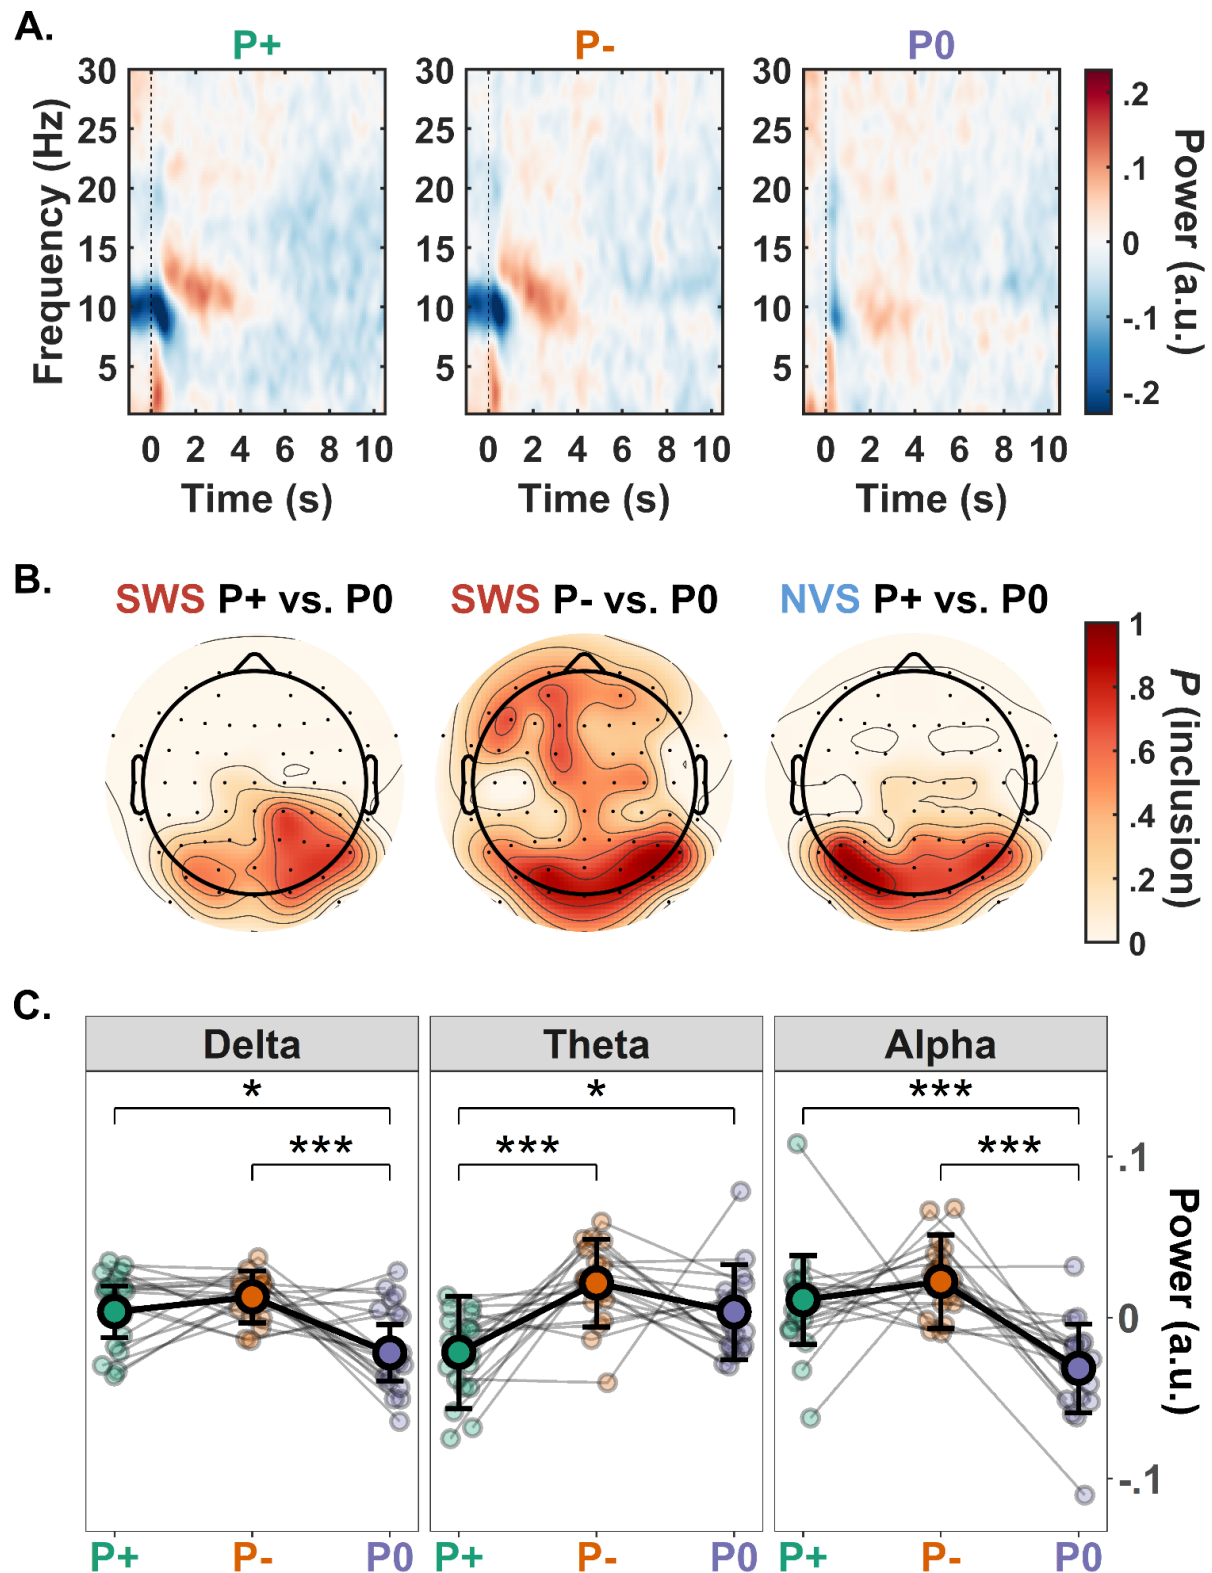 A.
P+ P- P0
30 30 30
25 25 25
20 20 20
15 15 15
10 10 10
5 5 5
Frequency (Hz)
0 2 4 6 8 10 0 2 4 6 8 10 0 2 4 6 8 10
Time (s) Time (s) Time (s)
.2
.1
0
-.1
-.2
Power (a.u.)
B.
SWS P+ vs. P0 SWS P- vs. P0 NVS P+ vs. P0
1
.8
.6
.4
.2
0
P (inclusion)
C.
Delta Theta Alpha
* * ***
*** *** ***
.1
0
-.1
Power (a.u.)
P+ P- P0 P+ P- P0 P+ P- P0